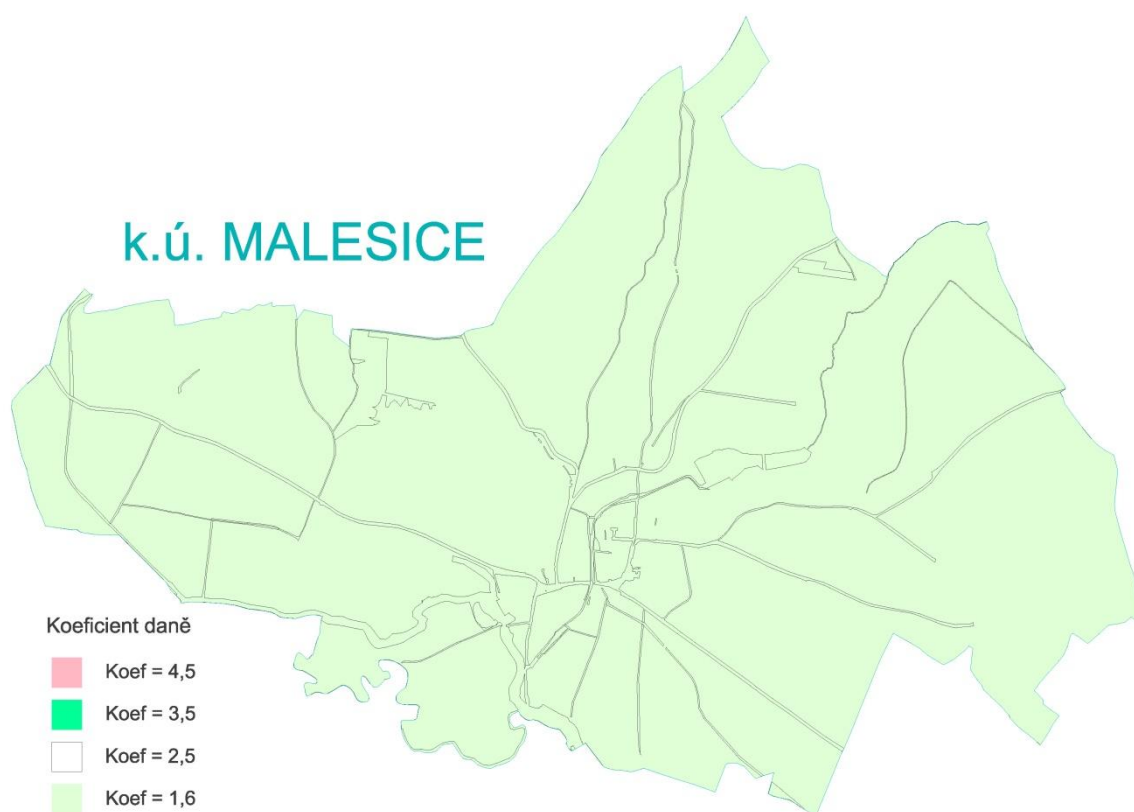 k.ú. MALESICE
Koeficient daně
Koef = 4,5
Koef = 3,5
Koef = 2,5
Koef = 1,6